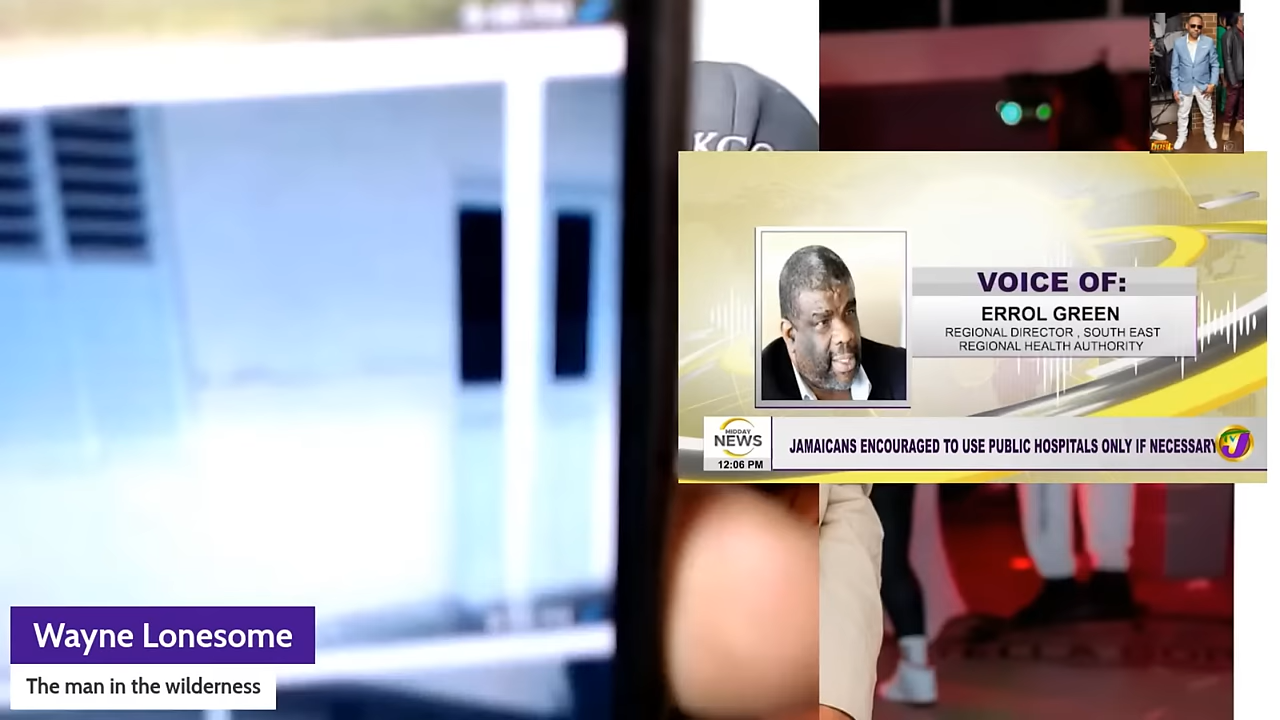 VOICE OF:
ERROL GREEN
REGIONAL DIRECTOR , SOUTH EAST
REGIONAL HEALTH AUTHORITY
MIDDAY
NEWS
12:06 PM
JAMAICANS ENCOURAGED TO USE PUBLIC HOSPITALS ONLY IF NECESSARY
Wayne Lonesome
The man in the wilderness